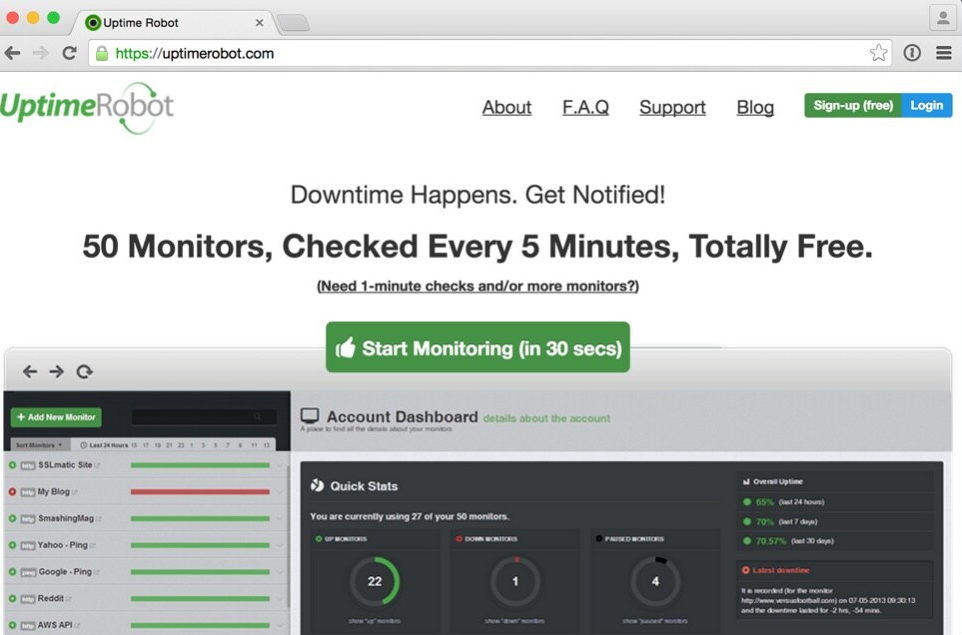 Uptime Robot
https://uptimerobot.com
UptimeRobot
About F.A.Q Support Blog Sign-up (free) Login
Downtime Happens. Get Notified!
50 Monitors, Checked Every 5 Minutes, Totally Free.
(Need 1-minute checks and/or more monitors?)
Start Monitoring (in 30 secs)
+ Add New Monitor
Sort Monitors Last 24 Hours 15 17 19 21 23 1 3 5 7 9 11 13
http SSLmatic Site
http My Blog
http SmashingMag
http Yahoo - Ping
ping Google - Ping
http Reddit
http AWS API
Account Dashboard details about the account
A place to find all the details about your monitors
Quick Stats
You are currently using 27 of your 50 monitors.
UP MONITORS
22
show "up" monitors
DOWN MONITORS
1
show "down" monitors
PAUSED MONITORS
4
show "paused" monitors
Overall Uptime
65% (last 24 hours)
70% (last 7 days)
70.57% (last 30 days)
Latest downtime
It is recorded (for the monitor
http://www.versusfootball.com) on 07-05-2013 09:30:13
and the downtime lasted for -2 hrs, -54 mins.